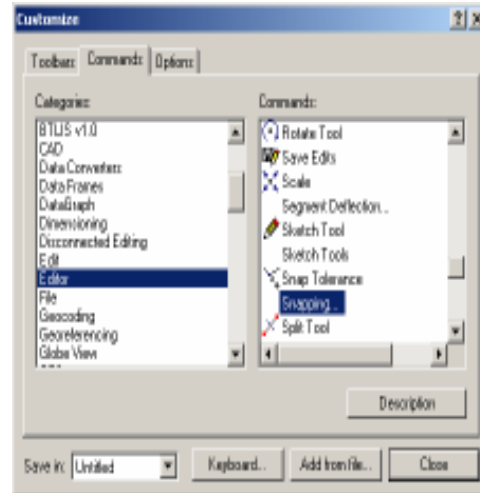 Customize
Toolbars Commands Options
Categories:
BTLIS v1.0
CAD
Data Converters
Data Frames
DataGraph
Dimensioning
Disconnected Editing
Edit
Editor
File
Geocoding
Georeferencing
Globe View
Commands:
Rotate Tool
Save Edits
Scale
Segment Deflection...
Sketch Tool
Sketch Tools
Snap Tolerance
Snapping...
Split Tool
Description
Save in: Untitled
Keyboard...
Add from file...
Close